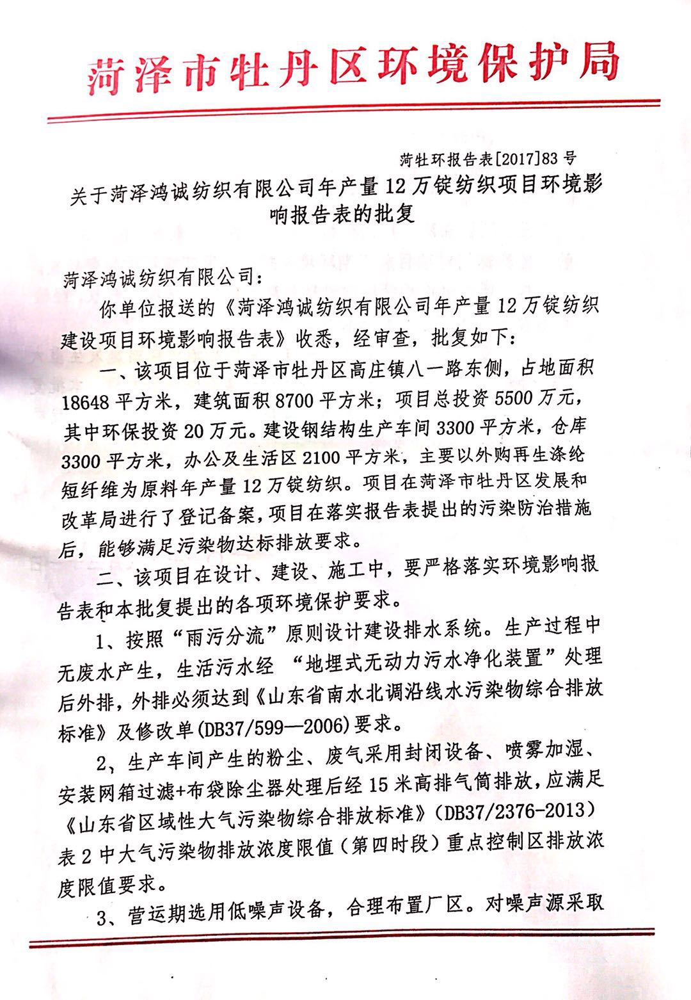 菏泽市牡丹区环境保护局
菏牡环报告表[2017]83号
关于菏泽鸿诚纺织有限公司年产量12万锭纺织项目环境影
响报告表的批复
菏泽鸿诚纺织有限公司：
你单位报送的《菏泽鸿诚纺织有限公司年产量12万锭纺织
建设项目环境影响报告表》收悉，经审查，批复如下：
一、该项目位于菏泽市牡丹区高庄镇八一路东侧，占地面积
18648平方米，建筑面积8700平方米；项目总投资5500万元，
其中环保投资20万元。建设钢结构生产车间3300平方米，仓库
3300平方米，办公及生活区2100平方米，主要以外购再生涤纶
短纤维为原料年产量12万锭纺织。项目在菏泽市牡丹区发展和
改革局进行了登记备案，项目在落实报告表提出的污染防治措施
后，能够满足污染物达标排放要求。
二、该项目在设计、建设、施工中，要严格落实环境影响报
告表和本批复提出的各项环境保护要求。
1、按照“雨污分流”原则设计建设排水系统。生产过程中
无废水产生，生活污水经 “地埋式无动力污水净化装置”处理
后外排，外排必须达到《山东省南水北调沿线水污染物综合排放
标准》及修改单(DB37/599—2006)要求。
2、生产车间产生的粉尘、废气采用封闭设备、喷雾加湿、
安装网箱过滤+布袋除尘器处理后经15米高排气筒排放，应满足
《山东省区域性大气污染物综合排放标准》（DB37/2376-2013）
表2中大气污染物排放浓度限值（第四时段）重点控制区排放浓
度限值要求。
3、营运期选用低噪声设备，合理布置厂区。对噪声源采取